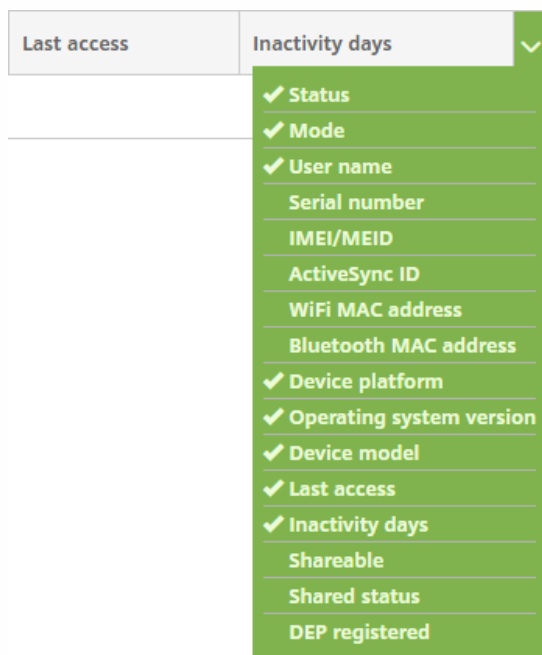 Last access Inactivity days
Status
Mode
User name
Serial number
IMEI/MEID
ActiveSync ID
WiFi MAC address
Bluetooth MAC address
Device platform
Operating system version
Device model
Last access
Inactivity days
Shareable
Shared status
DEP registered